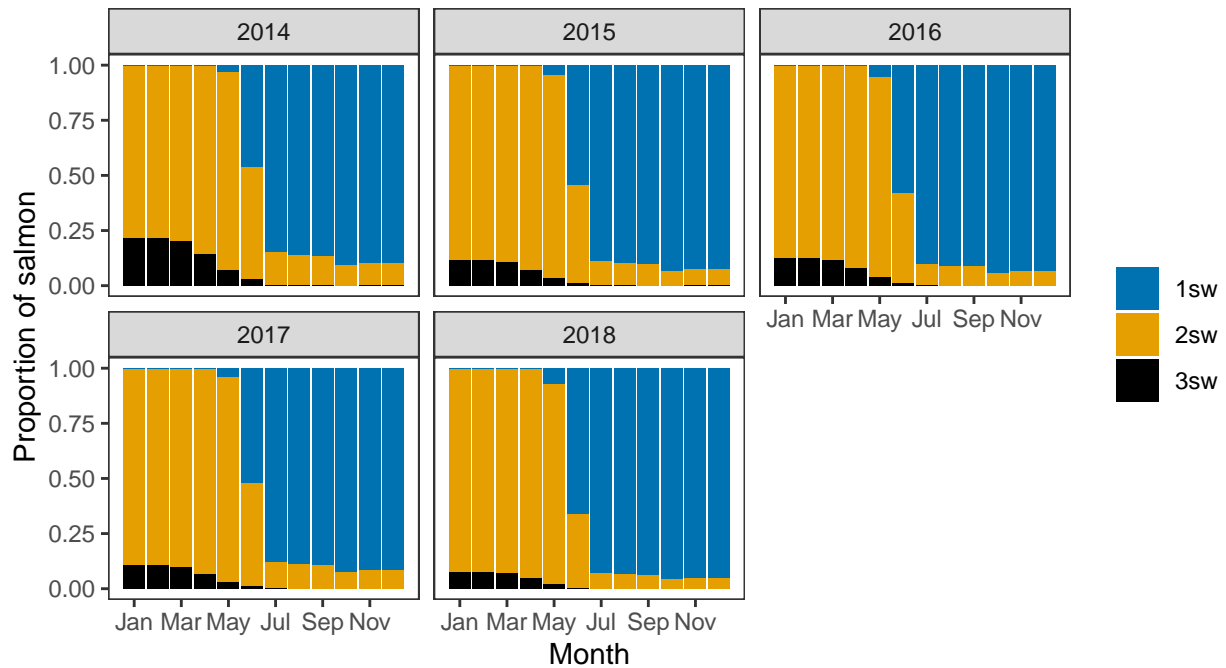 2014 2015 2016
1.00
0.75
0.50
0.25
0.00
Jan Mar May Jul Sep Nov
2017 2018
1.00
0.75
0.50
0.25
0.00
Jan Mar May Jul Sep Nov Jan Mar May Jul Sep Nov
Proportion of salmon
Month
1sw
2sw
3sw